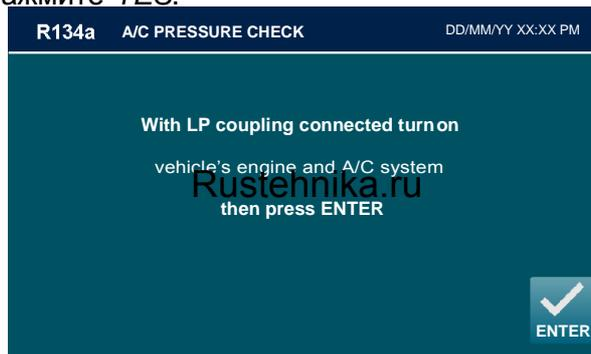 ажмите YES.
R134a A/C PRESSURE CHECK DD/MM/YY XX:XX PM
With LP coupling connected turn on
vehicle's engine and A/C system
Rustehnika.ru
then press ENTER
ENTER